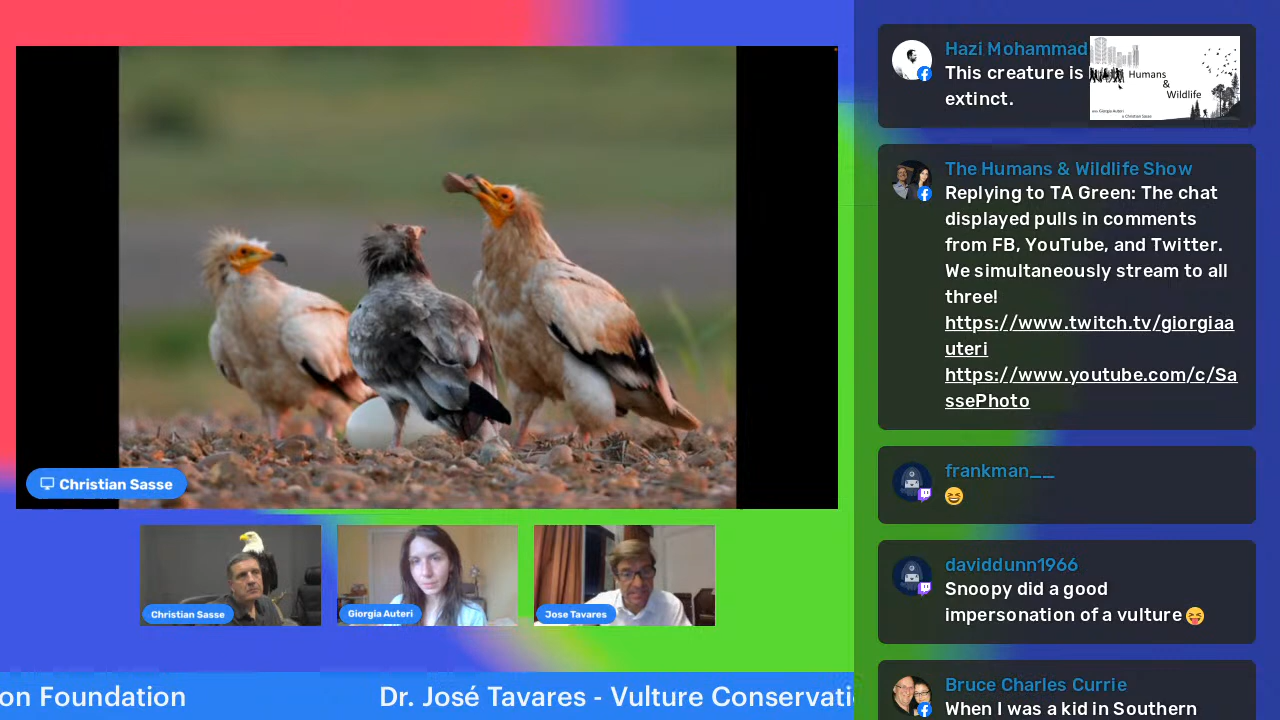 Christian Sasse
Christian Sasse
Giorgia Auteri
Jose Tavares
on Foundation
Dr. José Tavares - Vulture Conservati
Hazi Mohammad
This creature is
extinct.
Humans
&
Wildlife
Giorgia Auteri
& Christian Sasse
The Humans & Wildlife Show
Replying to TA Green: The chat
displayed pulls in comments
from FB, YouTube, and Twitter.
We simultaneously stream to all
three!
https://www.twitch.tv/giorgiaa
uteri
https://www.youtube.com/c/Sa
ssePhoto
frankman__
😆
daviddunn1966
Snoopy did a good
impersonation of a vulture 😝
Bruce Charles Currie
When I was a kid in Southern